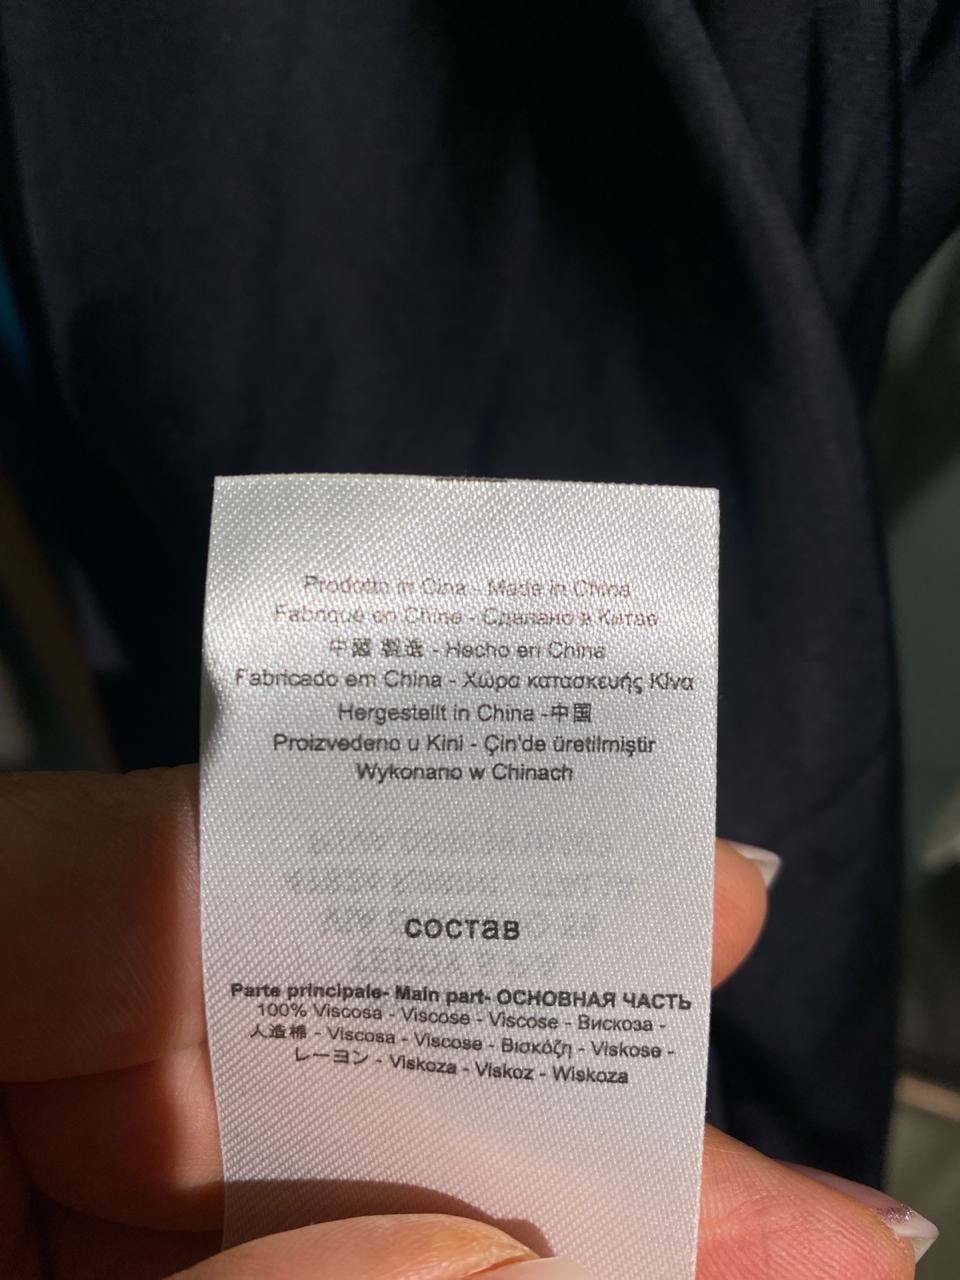 Prodotto in Cina - Made in China
Fabriqué en Chine - Сделано в Китае
中國 製造 - Hecho en China
Fabricado em China - Χώρα κατασκευής Κίνα
Hergestellt in China -中国
Proizvedeno u Kini - Çin'de üretilmiştir
Wykonano w Chinach
состав
Parte principale- Main part- ОСНОВНАЯ ЧАСТЬ
100% Viscosa - Viscose - Viscose - Вискоза -
人造棉 - Viscosa - Viscose - Βισκόζη - Viskose -
レーヨン - Viskoza - Viskoz - Wiskoza